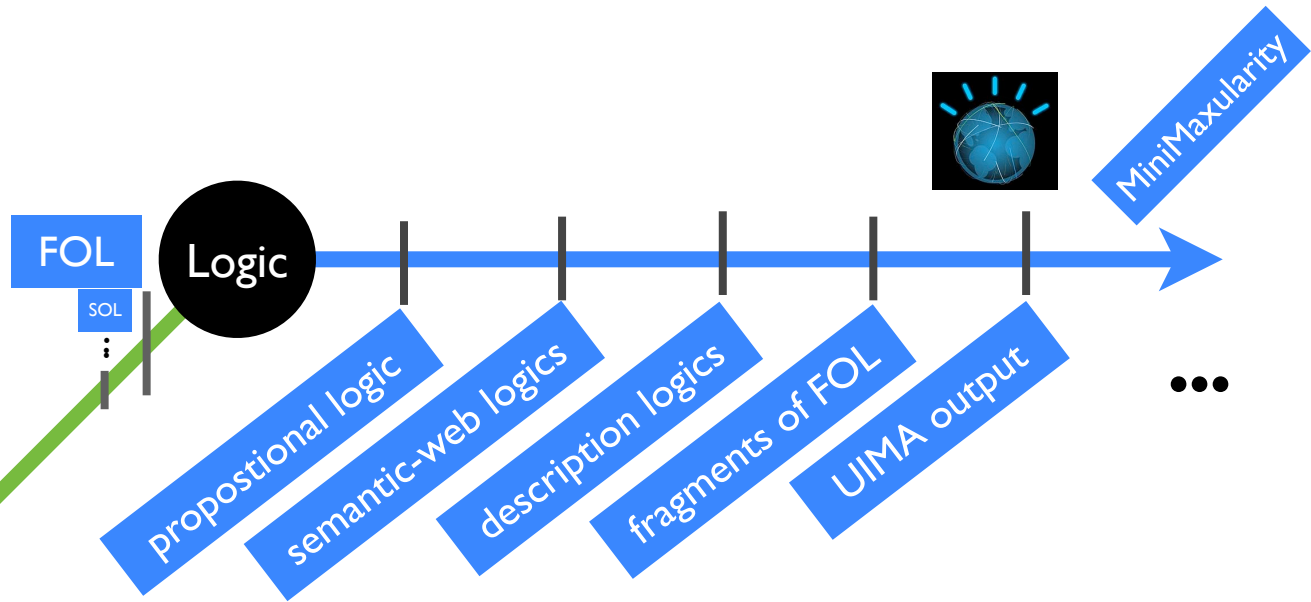 FOL
SOL
Logic
propostional logic
semantic-web logics
description logics
fragments of FOL
UIMA output
MiniMaxularity